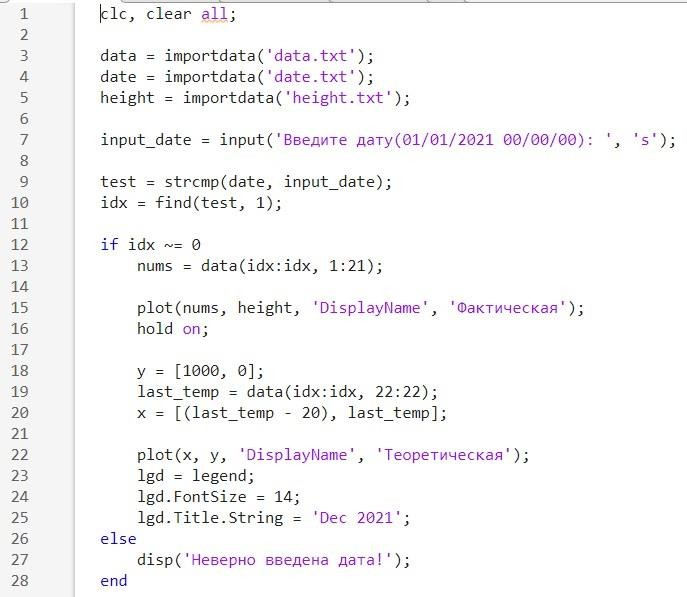 1 clc, clear all;
2
3 data = importdata('data.txt');
4 date = importdata('date.txt');
5 height = importdata('height.txt');
6
7 input_date = input('Введите дату(01/01/2021 00/00/00): ', 's');
8
9 test = strcmp(date, input_date);
10 idx = find(test, 1);
11
12 if idx ~= 0
13 nums = data(idx:idx, 1:21);
14
15 plot(nums, height, 'DisplayName', 'Фактическая');
16 hold on;
17
18 y = [1000, 0];
19 last_temp = data(idx:idx, 22:22);
20 x = [(last_temp - 20), last_temp];
21
22 plot(x, y, 'DisplayName', 'Теоретическая');
23 lgd = legend;
24 lgd.FontSize = 14;
25 lgd.Title.String = 'Dec 2021';
26 else
27 disp('Неверно введена дата!');
28 end